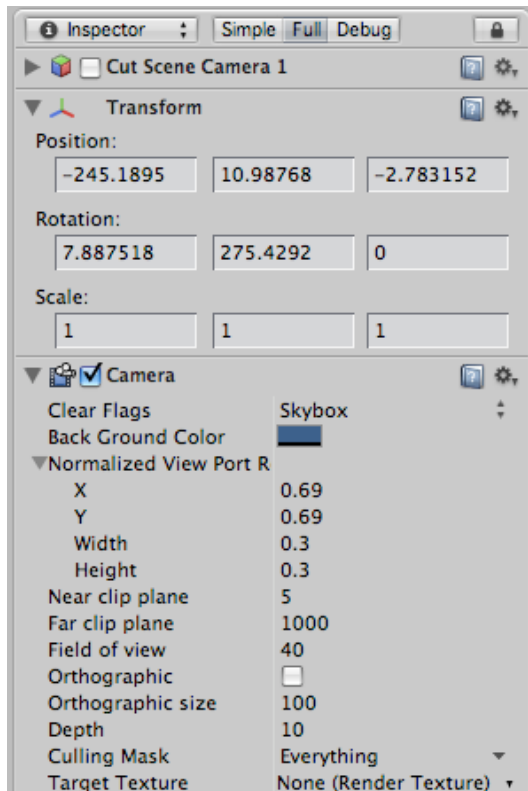 Inspector Simple Full Debug
Cut Scene Camera 1
Transform
Position:
-245.1895 10.98768 -2.783152
Rotation:
7.887518 275.4292 0
Scale:
1 1 1
Camera
Clear Flags Skybox
Back Ground Color
Normalized View Port R
X 0.69
Y 0.69
Width 0.3
Height 0.3
Near clip plane 5
Far clip plane 1000
Field of view 40
Orthographic
Orthographic size 100
Depth 10
Culling Mask Everything
Target Texture None (Render Texture)